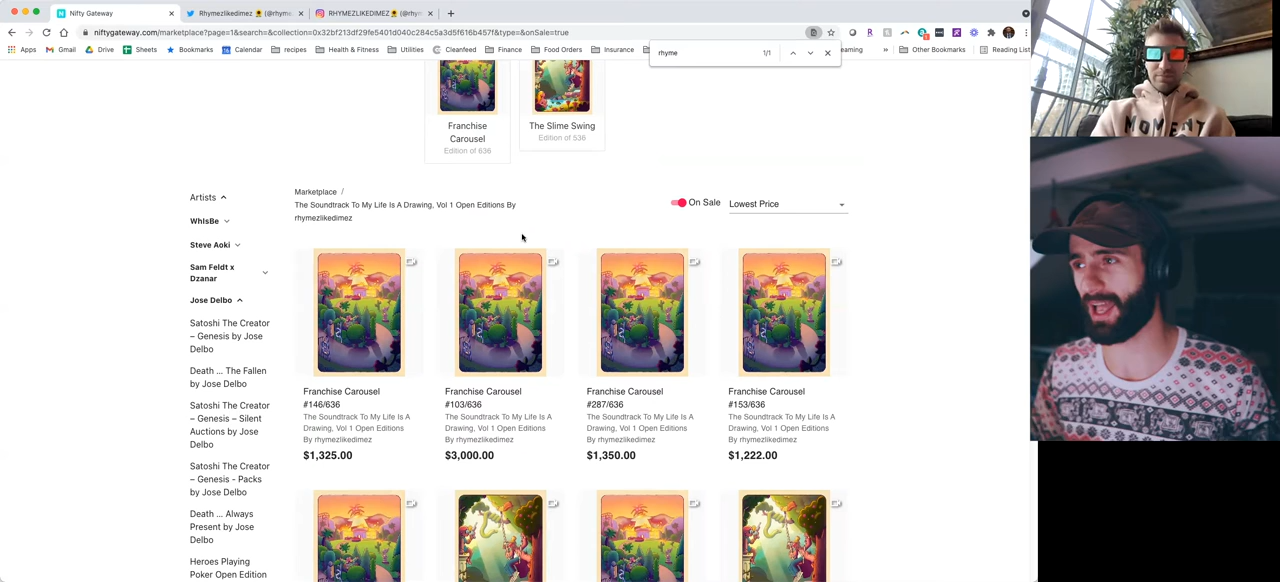 Nifty Gateway
Rhymezlikedimez 🌻 (@rhyme
RHYMEZLIKEDIMEZ 🌻 (@rhy
niftygateway.com/marketplace?page=1&search=&collection=0x32bf213df29fe5401d040c284c5a3d5f616b457f&type=&onSale=true
Apps Gmail Drive Sheets Bookmarks Calendar recipes Health & Fitness Utilities Cleanfeed Finance Food Orders Insurance eaming » Other Bookmarks Reading List
rhyme 1/1
MOMENT
Franchise
Carousel
Edition of 636
The Slime Swing
Edition of 536
Marketplace /
The Soundtrack To My Life Is A Drawing, Vol 1 Open Editions By
rhymezlikedimez
On Sale
Lowest Price
Artists
WhIsBe
Steve Aoki
Sam Feldt x
Dzanar
Jose Delbo
Satoshi The Creator
– Genesis by Jose
Delbo
Death ... The Fallen
by Jose Delbo
Satoshi The Creator
– Genesis – Silent
Auctions by Jose
Delbo
Satoshi The Creator
– Genesis - Packs
by Jose Delbo
Death ... Always
Present by Jose
Delbo
Heroes Playing
Poker Open Edition
Franchise Carousel
#146/636
The Soundtrack To My Life Is A
Drawing, Vol 1 Open Editions
By rhymezlikedimez
$1,325.00
Franchise Carousel
#103/636
The Soundtrack To My Life Is A
Drawing, Vol 1 Open Editions
By rhymezlikedimez
$3,000.00
Franchise Carousel
#287/636
The Soundtrack To My Life Is A
Drawing, Vol 1 Open Editions
By rhymezlikedimez
$1,350.00
Franchise Carousel
#153/636
The Soundtrack To My Life Is A
Drawing, Vol 1 Open Editions
By rhymezlikedimez
$1,222.00